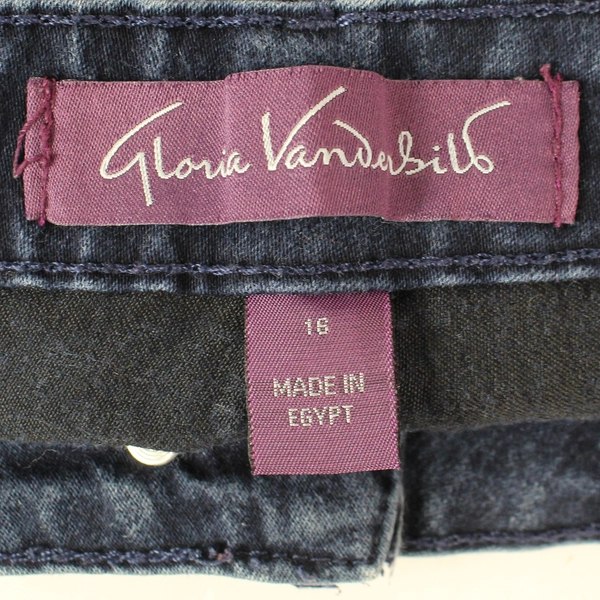 Gloria Vanderbilt
16
MADE IN
EGYPT